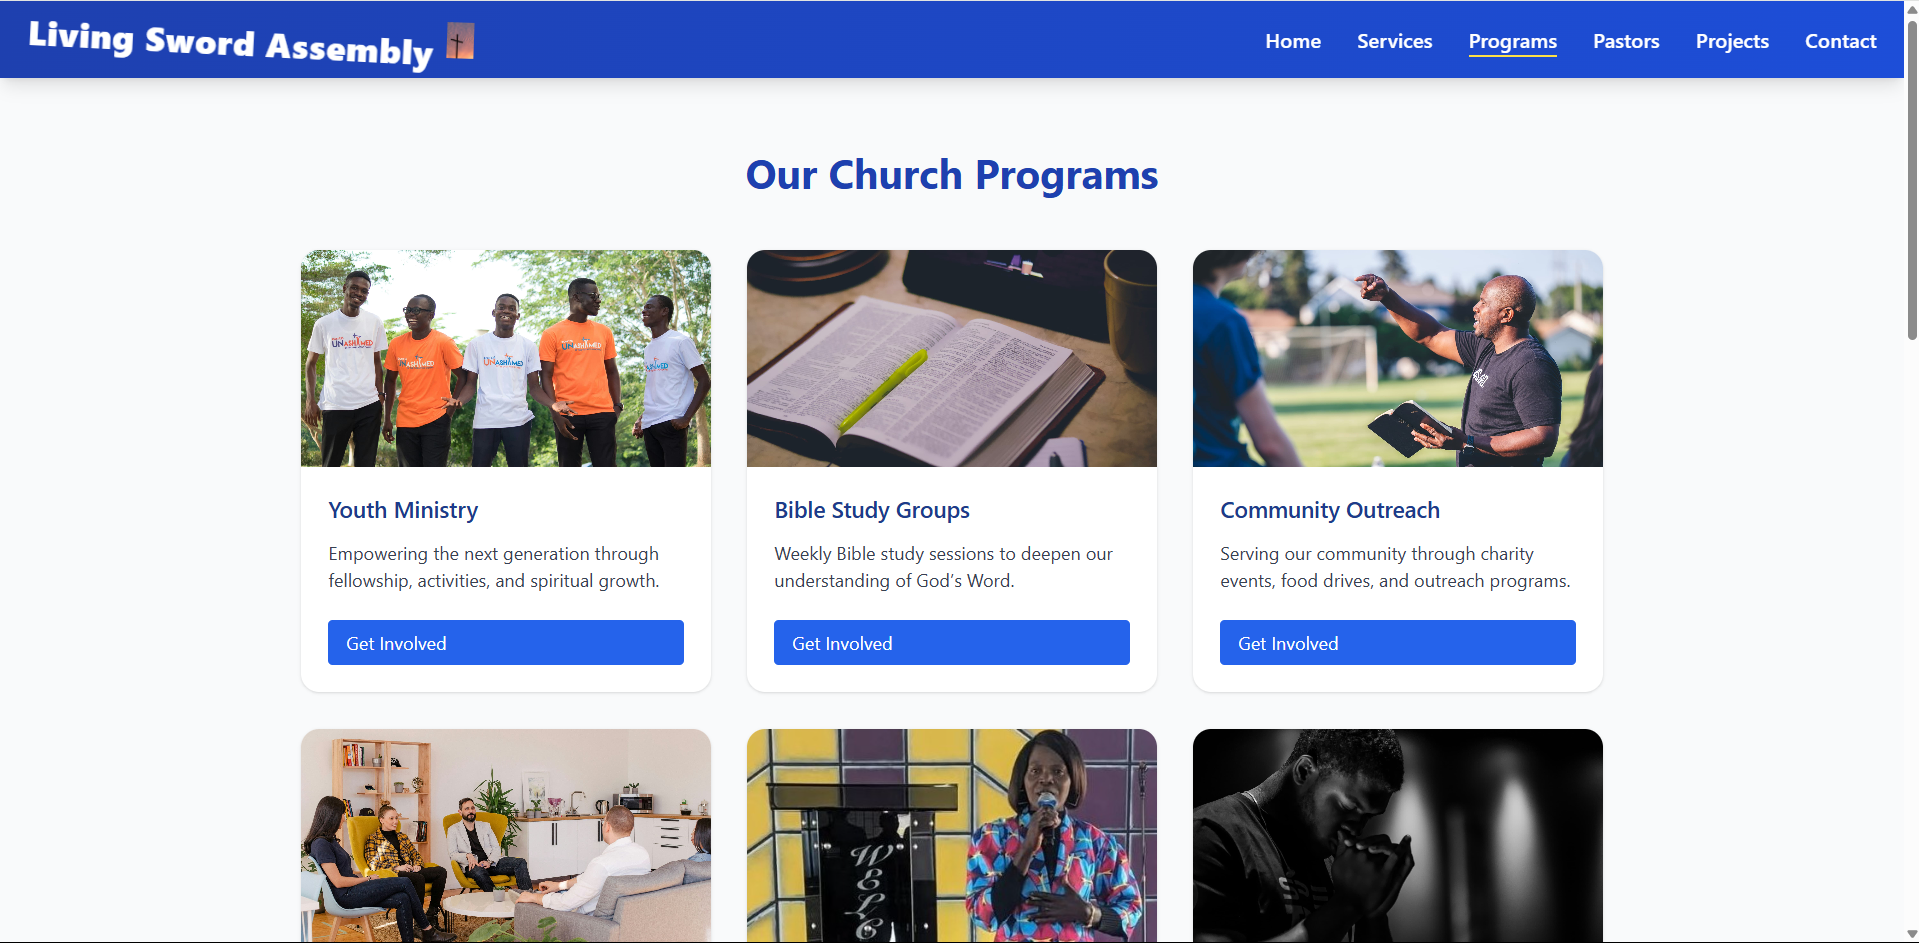 Living Sword Assembly
Home Services Programs Pastors Projects Contact
Our Church Programs
UNASHAMED
UNASHAMED
UNASHAMED
UNASHAMED
UNASHAMED
Youth Ministry
Empowering the next generation through
fellowship, activities, and spiritual growth.
Get Involved
Bible Study Groups
Weekly Bible study sessions to deepen our
understanding of God’s Word.
Get Involved
Community Outreach
Serving our community through charity
events, food drives, and outreach programs.
Get Involved
WELC